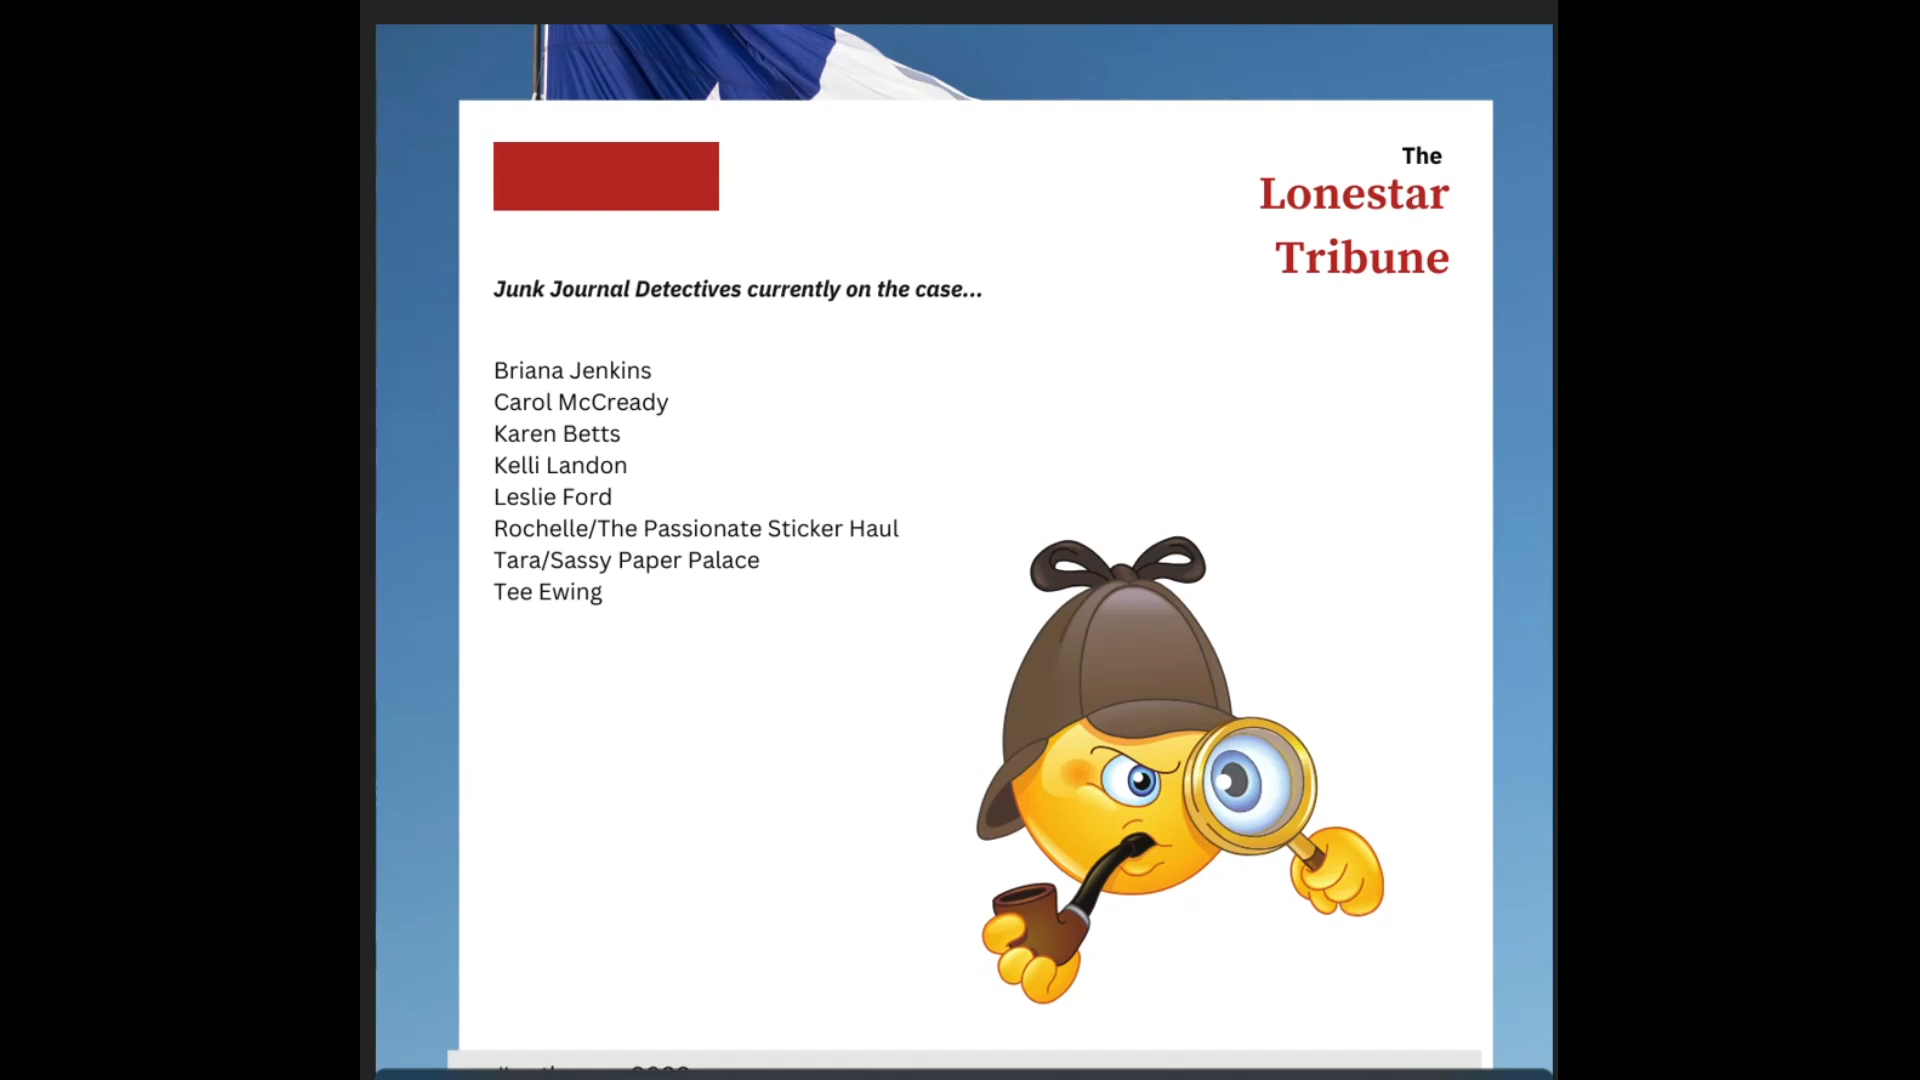 The
Lonestar
Tribune
Junk Journal Detectives currently on the case...
Briana Jenkins
Carol McCready
Karen Betts
Kelli Landon
Leslie Ford
Rochelle/The Passionate Sticker Haul
Tara/Sassy Paper Palace
Tee Ewing